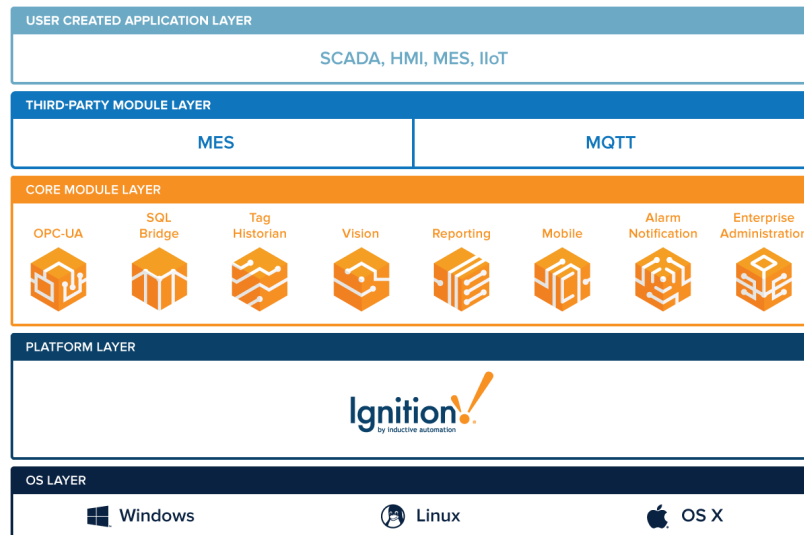 USER CREATED APPLICATION LAYER
SCADA, HMI, MES, IIoT
THIRD-PARTY MODULE LAYER
MES
MQTT
CORE MODULE LAYER
OPC-UA
SQL
Bridge
Tag
Historian
Vision
Reporting
Mobile
Alarm
Notification
Enterprise
Administration
PLATFORM LAYER
Ignition!
by inductive automation
OS LAYER
Windows
Linux
OS X